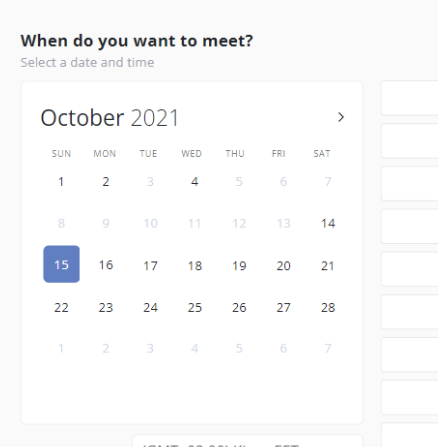 When do you want to meet?
Select a date and time
October 2021
SUN MON TUE WED THU FRI SAT
1 2 3 4 5 6 7
8 9 10 11 12 13 14
15 16 17 18 19 20 21
22 23 24 25 26 27 28
1 2 3 4 5 6 7